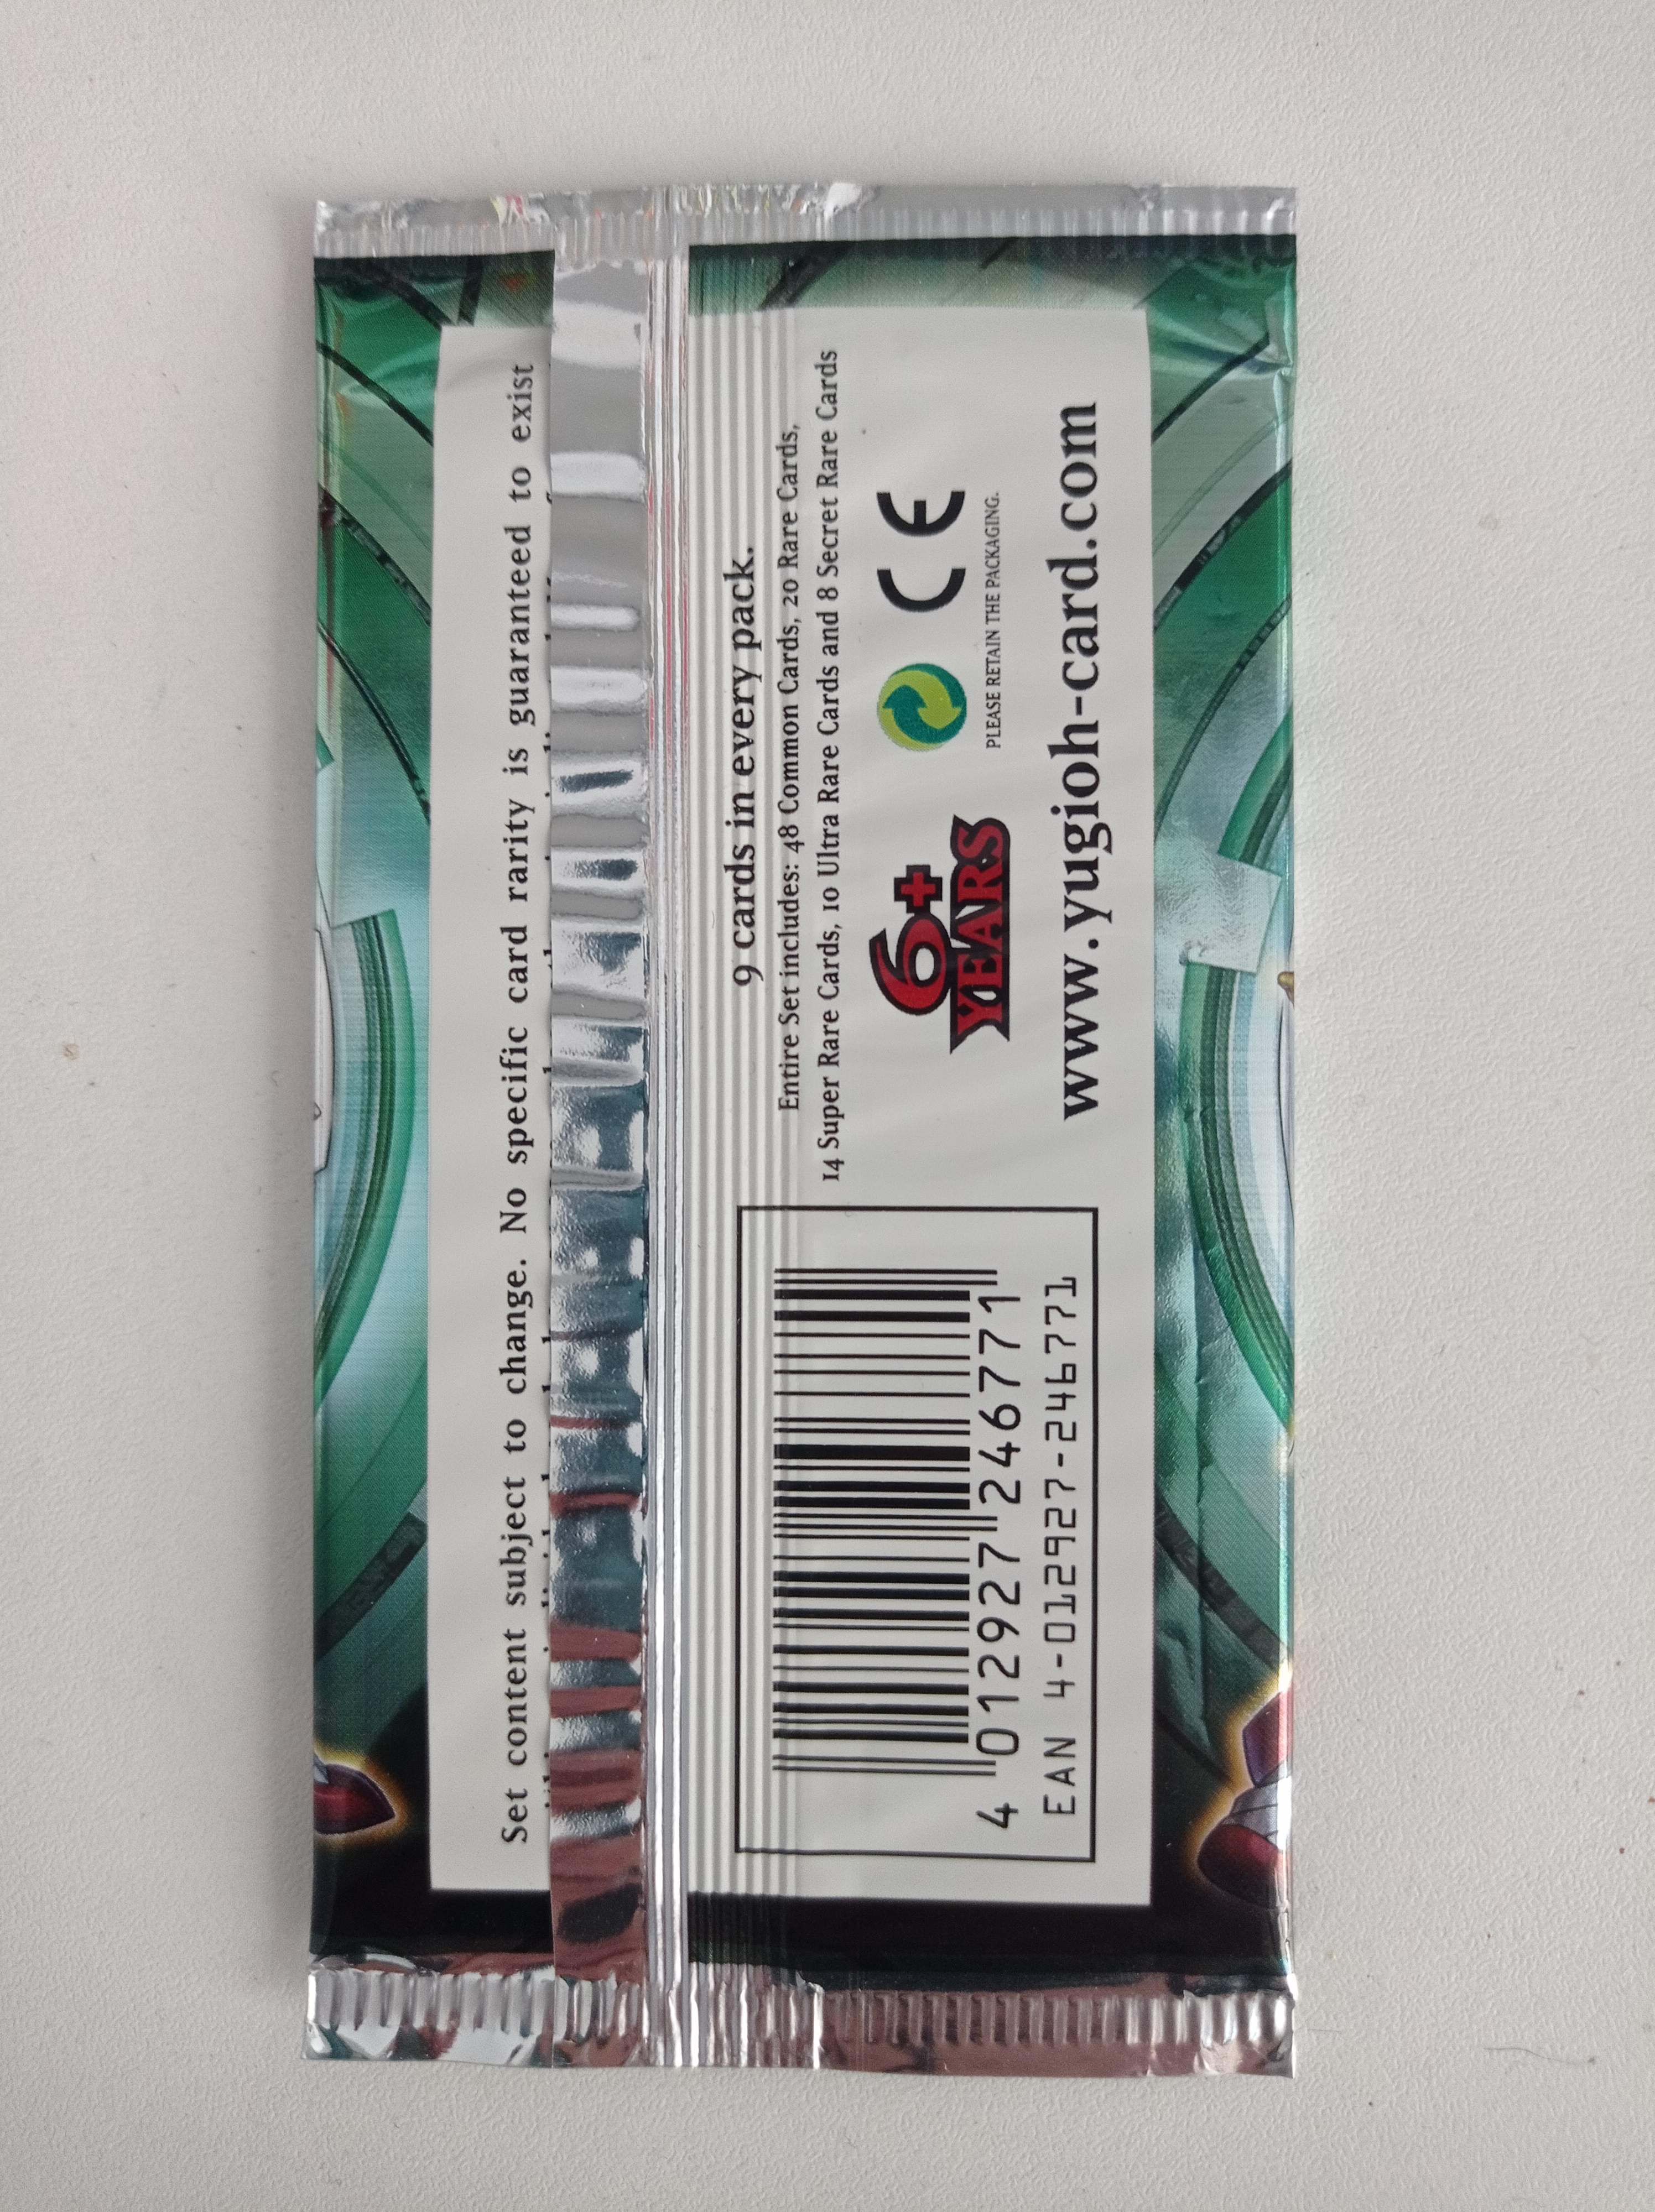 Set content subject to change. No specific card rarity is guaranteed to exist
9 cards in every pack.
Entire Set includes: 48 Common Cards, 20 Rare Cards,
14 Super Rare Cards, 10 Ultra Rare Cards and 8 Secret Rare Cards
6+
YEARS
CE
PLEASE RETAIN THE PACKAGING.
www.yugioh-card.com
4 012927 246771
EAN 4-012927-246771